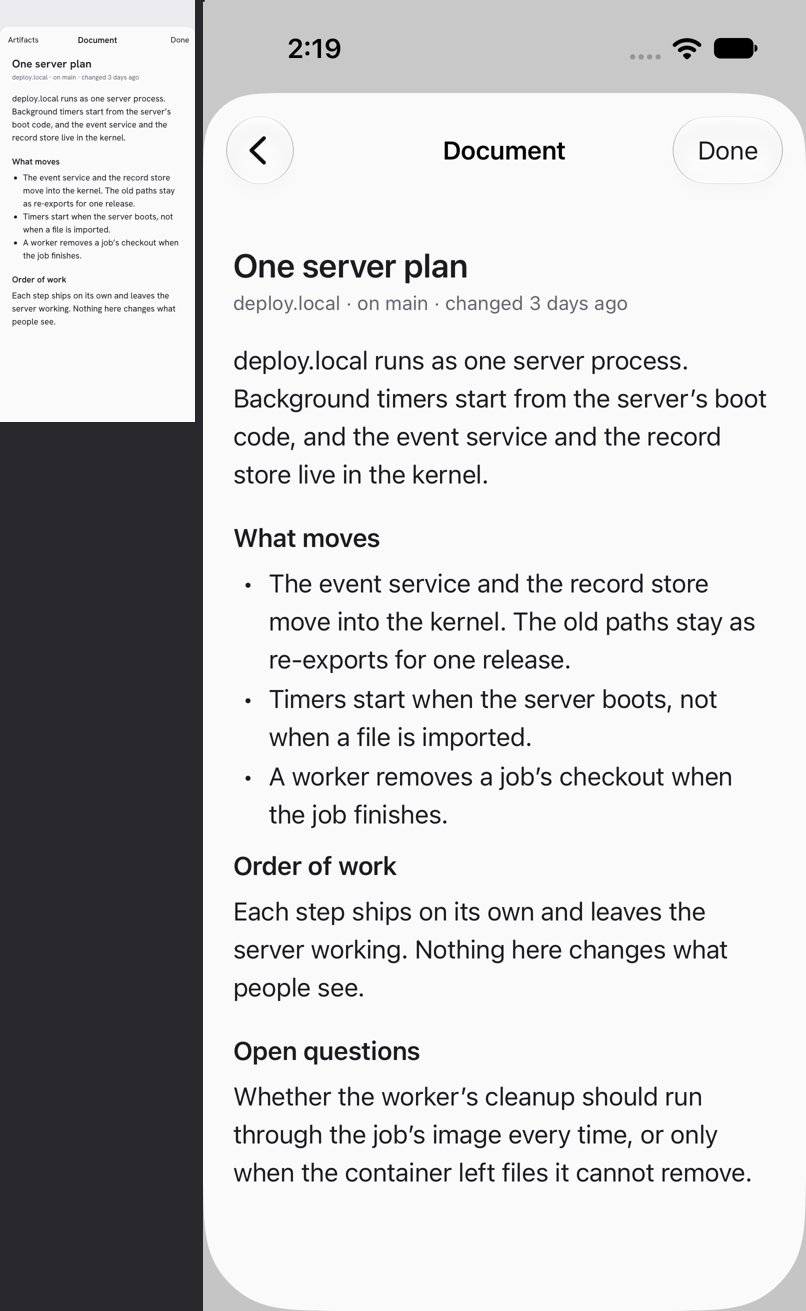 Artifacts
Document
Done
One server plan
deploy.local · on main · changed 3 days ago
deploy.local runs as one server process.
Background timers start from the server's
boot code, and the event service and the
record store live in the kernel.
What moves
• The event service and the record store
move into the kernel. The old paths stay
as re-exports for one release.
• Timers start when the server boots, not
when a file is imported.
• A worker removes a job's checkout when
the job finishes.
Order of work
Each step ships on its own and leaves the
server working. Nothing here changes what
people see.
2:19
Document
Done
One server plan
deploy.local · on main · changed 3 days ago
deploy.local runs as one server process.
Background timers start from the server’s boot
code, and the event service and the record
store live in the kernel.
What moves
• The event service and the record store
move into the kernel. The old paths stay as
re-exports for one release.
• Timers start when the server boots, not
when a file is imported.
• A worker removes a job’s checkout when
the job finishes.
Order of work
Each step ships on its own and leaves the
server working. Nothing here changes what
people see.
Open questions
Whether the worker’s cleanup should run
through the job’s image every time, or only
when the container left files it cannot remove.